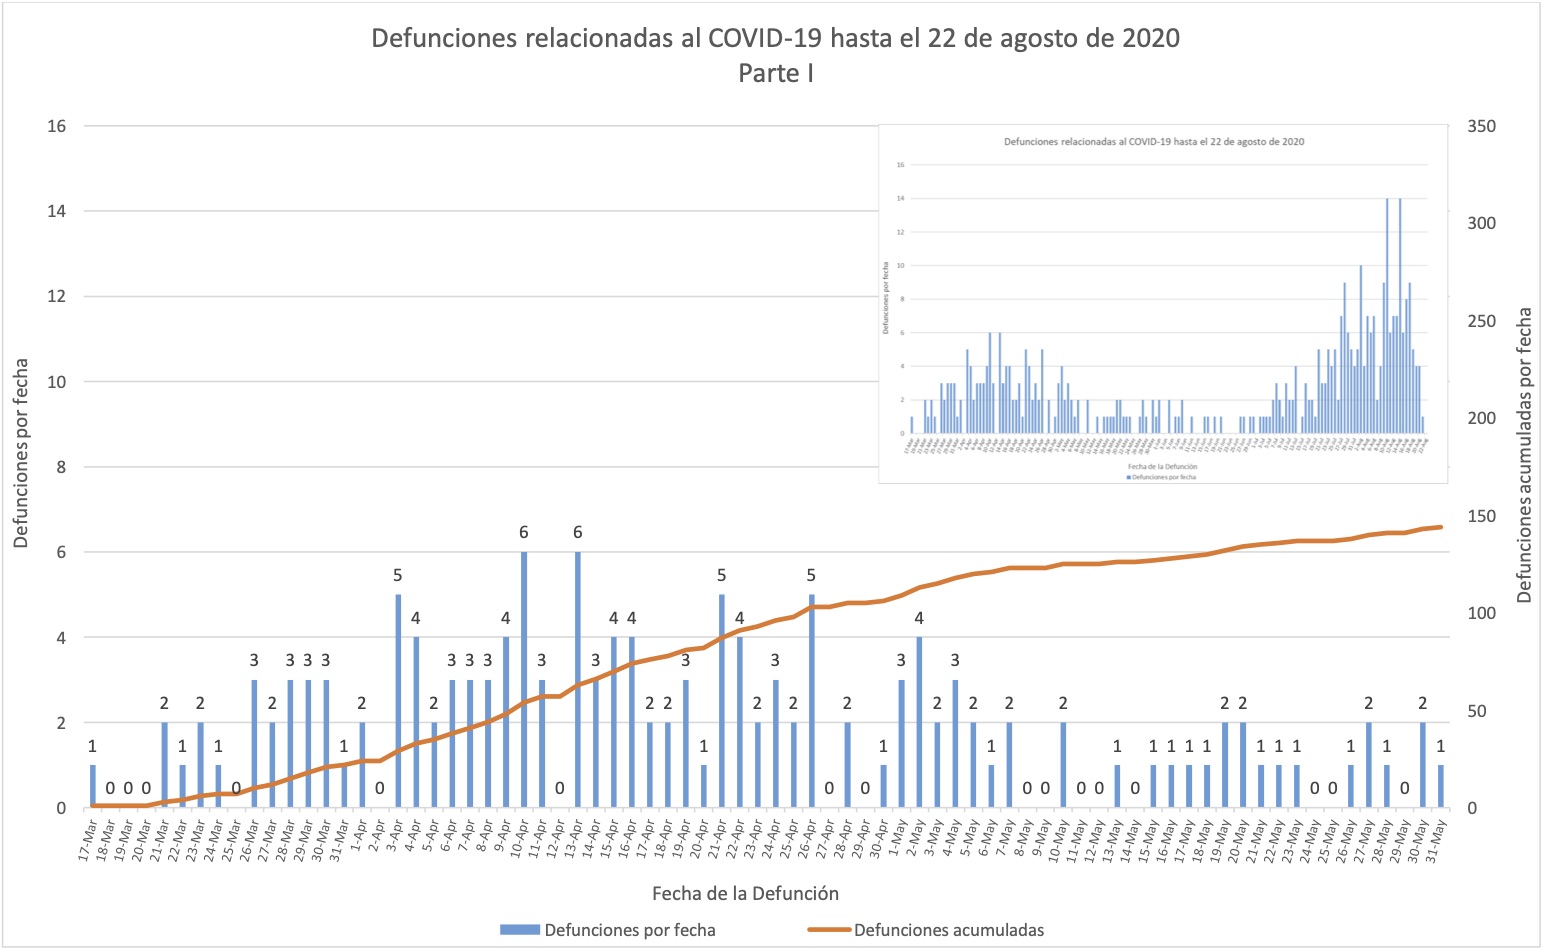 Defunciones relacionadas al COVID-19 hasta el 22 de agosto de 2020
Parte I
16
14
12
10
8
6
4
2
0
Defunciones por fecha
350
300
250
200
150
100
50
0
Defunciones acumuladas por fecha
Defunciones relacionadas al COVID-19 hasta el 22 de agosto de 2020
16
14
12
10
8
6
4
2
0
Defunciones por fecha
Fecha de la Defunción
Defunciones por fecha
1 0 0 0 2 1 2 1 0 3 2 3 3 3 1 2 0 5 4 2 3 3 3 4 6 3 0 6 3 4 4 2 2 3 1 5 4 2 3 2 5 0 2 0 1 3 4 2 3 2 1 2 0 0 2 0 0 1 0 1 1 1 1 2 2 1 1 1 0 0 1 2 1 0 2 1
17-Mar 18-Mar 19-Mar 20-Mar 21-Mar 22-Mar 23-Mar 24-Mar 25-Mar 26-Mar 27-Mar 28-Mar 29-Mar 30-Mar 31-Mar 1-Apr 2-Apr 3-Apr 4-Apr 5-Apr 6-Apr 7-Apr 8-Apr 9-Apr 10-Apr 11-Apr 12-Apr 13-Apr 14-Apr 15-Apr 16-Apr 17-Apr 18-Apr 19-Apr 20-Apr 21-Apr 22-Apr 23-Apr 24-Apr 25-Apr 26-Apr 27-Apr 28-Apr 29-Apr 30-Apr 1-May 2-May 3-May 4-May 5-May 6-May 7-May 8-May 9-May 10-May 11-May 12-May 13-May 14-May 15-May 16-May 17-May 18-May 19-May 20-May 21-May 22-May 23-May 24-May 25-May 26-May 27-May 28-May 29-May 30-May 31-May
Fecha de la Defunción
Defunciones por fecha
Defunciones acumuladas